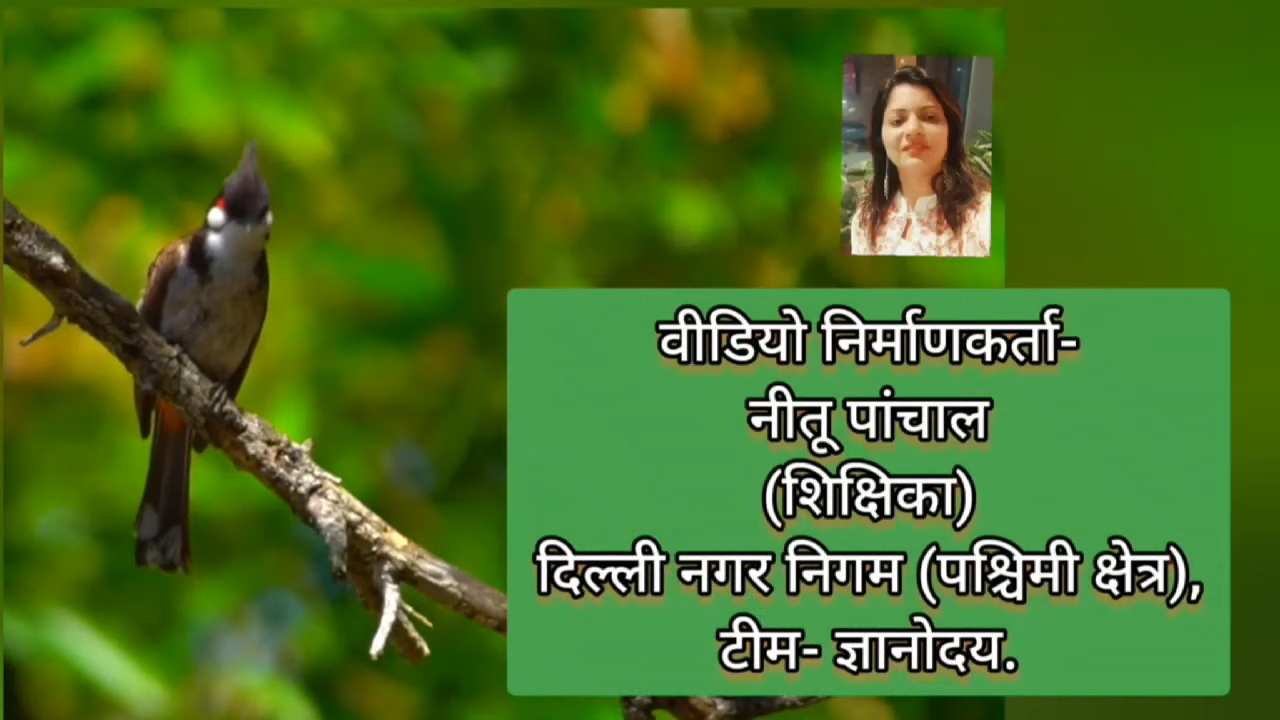 वीडियो निर्माणकर्ता-
नीतू पांचाल
(शिक्षिका)
दिल्ली नगर निगम (पश्चिमी क्षेत्र),
टीम- ज्ञानोदय.